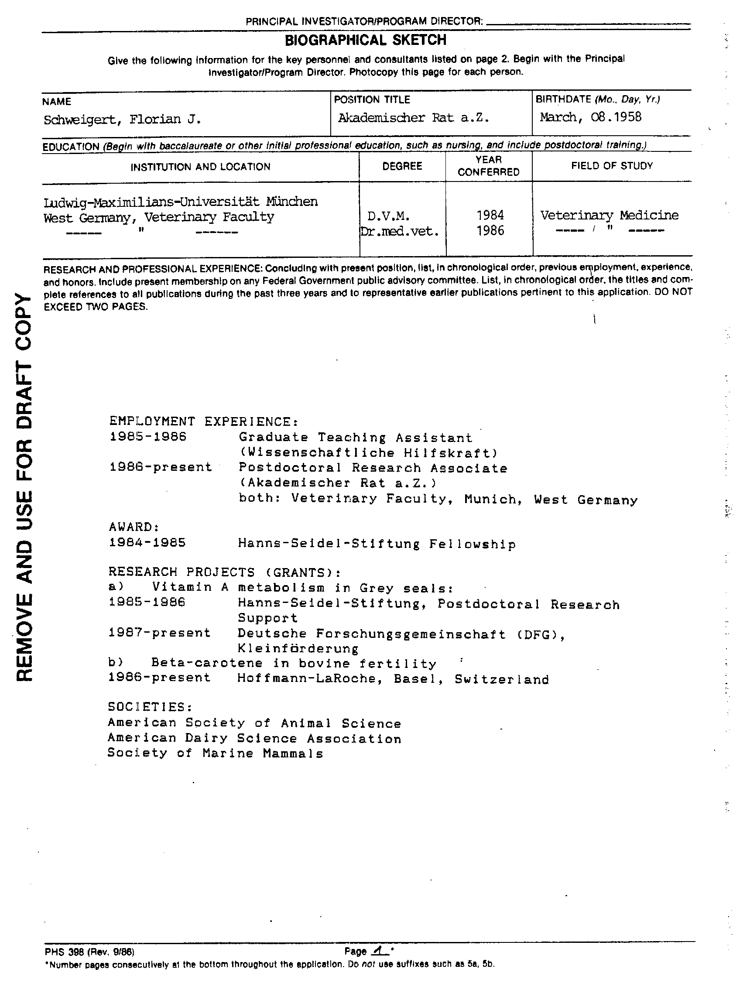 PRINCIPAL INVESTIGATOR/PROGRAM DIRECTOR:
BIOGRAPHICAL SKETCH
Give the following information for the key personnel and consultants listed on page 2. Begin with the Principal
Investigator/Program Director. Photocopy this page for each person.
NAME
POSITION TITLE
BIRTHDATE (Mo., Day, Yr.)
Schweigert, Florian J.
Akademischer Rat a.Z.
March, 08.1958
EDUCATION (Begin with baccalaureate or other initial professional education, such as nursing, and include postdoctoral training.)
INSTITUTION AND LOCATION
DEGREE
YEAR CONFERRED
FIELD OF STUDY
Ludwig-Maximilians-Universität München
West Germany, Veterinary Faculty D.V.M. 1984 Veterinary Medicine
----- " ------ Dr.med.vet. 1986 ---- / " -----
RESEARCH AND PROFESSIONAL EXPERIENCE: Concluding with present position, list, in chronological order, previous employment, experience,
and honors. Include present membership on any Federal Government public advisory committee. List, in chronological order, the titles and com-
plete references to all publications during the past three years and to representative earlier publications pertinent to this application. DO NOT
EXCEED TWO PAGES.
REMOVE AND USE FOR DRAFT COPY
EMPLOYMENT EXPERIENCE:
1985-1986 Graduate Teaching Assistant
(Wissenschaftliche Hilfskraft)
1986-present Postdoctoral Research Associate
(Akademischer Rat a.Z.)
both: Veterinary Faculty, Munich, West Germany
AWARD:
1984-1985 Hanns-Seidel-Stiftung Fellowship
RESEARCH PROJECTS (GRANTS):
a) Vitamin A metabolism in Grey seals:
1985-1986 Hanns-Seidel-Stiftung, Postdoctoral Research
Support
1987-present Deutsche Forschungsgemeinschaft (DFG),
Kleinförderung
b) Beta-carotene in bovine fertility
1986-present Hoffmann-LaRoche, Basel, Switzerland
SOCIETIES:
American Society of Animal Science
American Dairy Science Association
Society of Marine Mammals
PHS 398 (Rev. 9/86) Page 1 *
*Number pages consecutively at the bottom throughout the application. Do not use suffixes such as 5a, 5b.